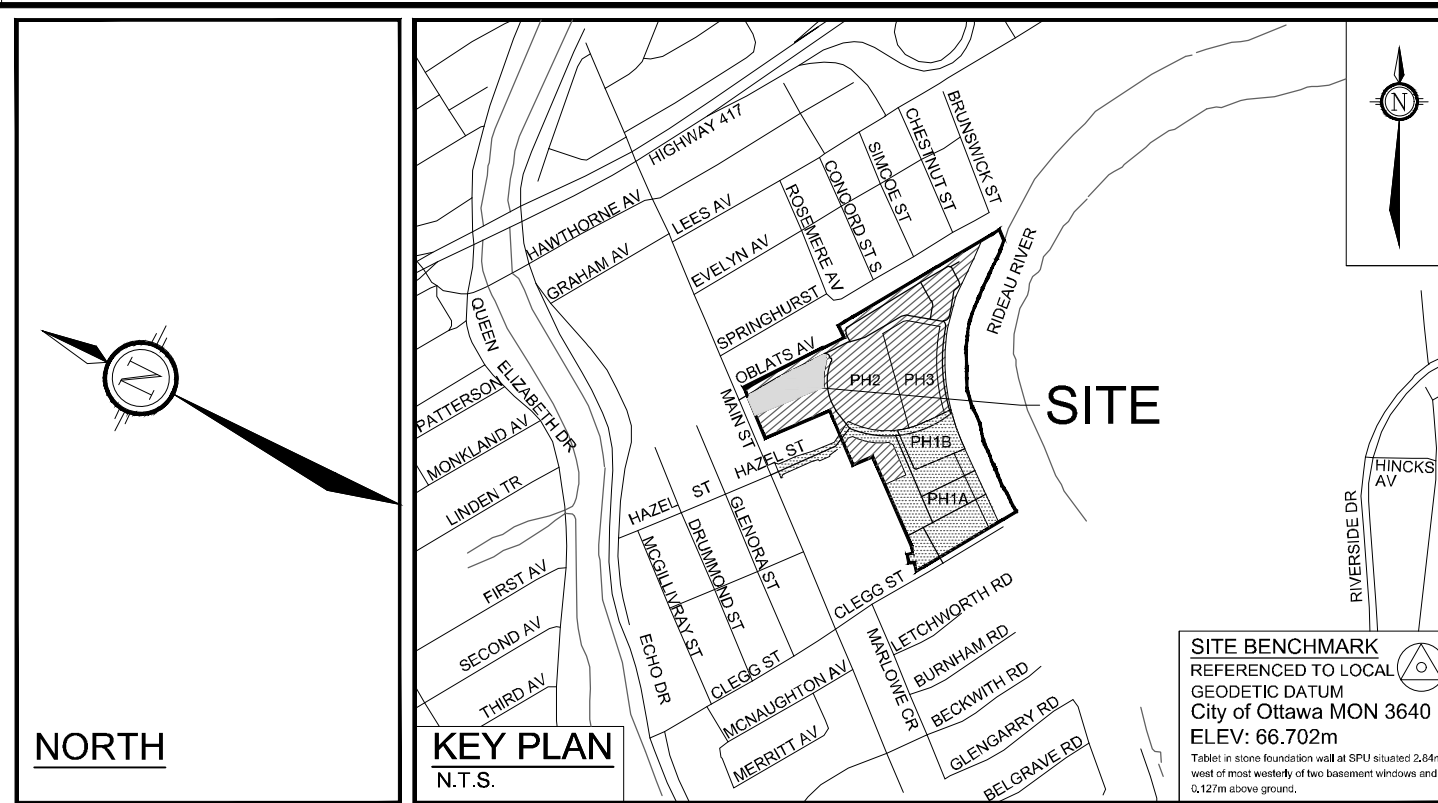 N
NORTH
HIGHWAY 417
HAWTHORNE AV
GRAHAM AV
LEES AV
EVELYN AV
SPRINGHURST
OBLATS AV
ROSEMERE AV
CONCORD ST S
SIMCOE ST
CHESTNUT ST
BRUNSWICK ST
RIDEAU RIVER
QUEEN ELIZABETH DR
PATTERSON
MONKLAND AV
LINDEN TR
FIRST AV
SECOND AV
THIRD AV
MAIN ST
HAZEL ST
HAZEL ST
GLENORA ST
DRUMMOND ST
MCGILLIVRAY ST
ECHO DR
CLEGG ST
CLEGG ST
MCNAUGHTON AV
MERRITT AV
MARLOWE CR
LETCHWORTH RD
BURNHAM RD
BECKWITH RD
GLENGARRY RD
BELGRAVE RD
PH2
PH3
PH1B
PH1A
SITE
KEY PLAN
N.T.S.
N
HINCKS
AV
RIVERSIDE DR
SITE BENCHMARK
REFERENCED TO LOCAL
GEODETIC DATUM
City of Ottawa MON 3640
ELEV: 66.702m
Tablet in stone foundation wall at SPU situated 2.84m
west of most westerly of two basement windows and
0.127m above ground.